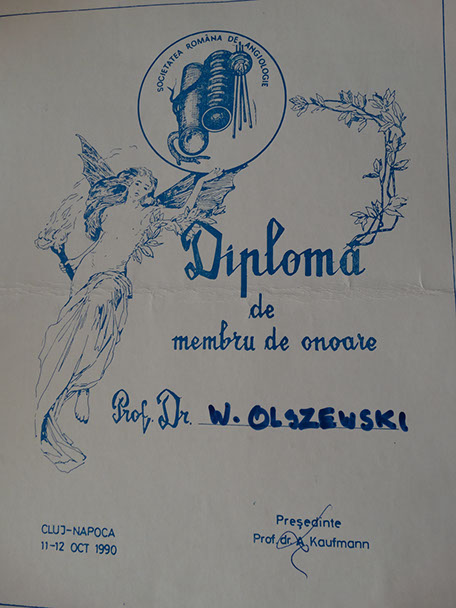 SOCIETATEA ROMÂNA DE ANGIOLOGIE
Diploma
de
membru de onoare
Prof. Dr. W. OLSZEWSKI
CLUJ-NAPOCA
11-12 OCT 1990
Preşedinte
Prof. dr. A. Kaufmann